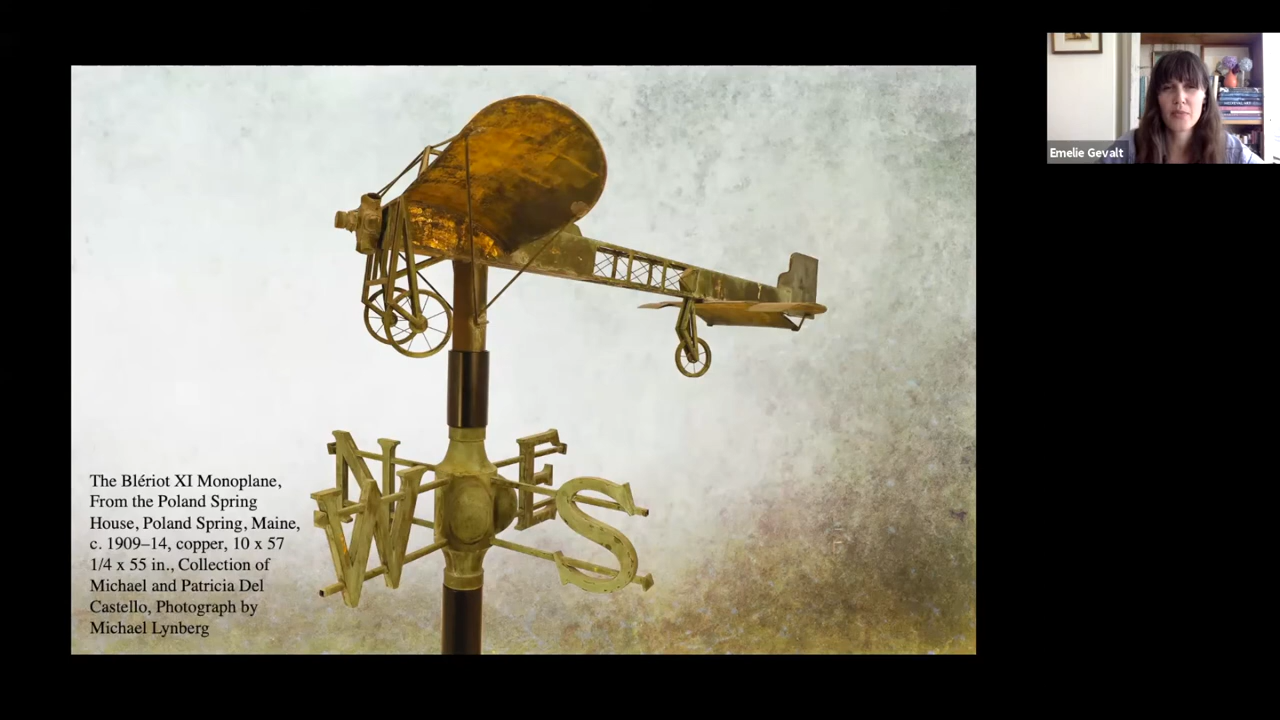 The Blériot XI Monoplane,
From the Poland Spring
House, Poland Spring, Maine,
c. 1909–14, copper, 10 x 57
1/4 x 55 in., Collection of
Michael and Patricia Del
Castello, Photograph by
Michael Lynberg
N
E
W
S
Emelie Gevalt